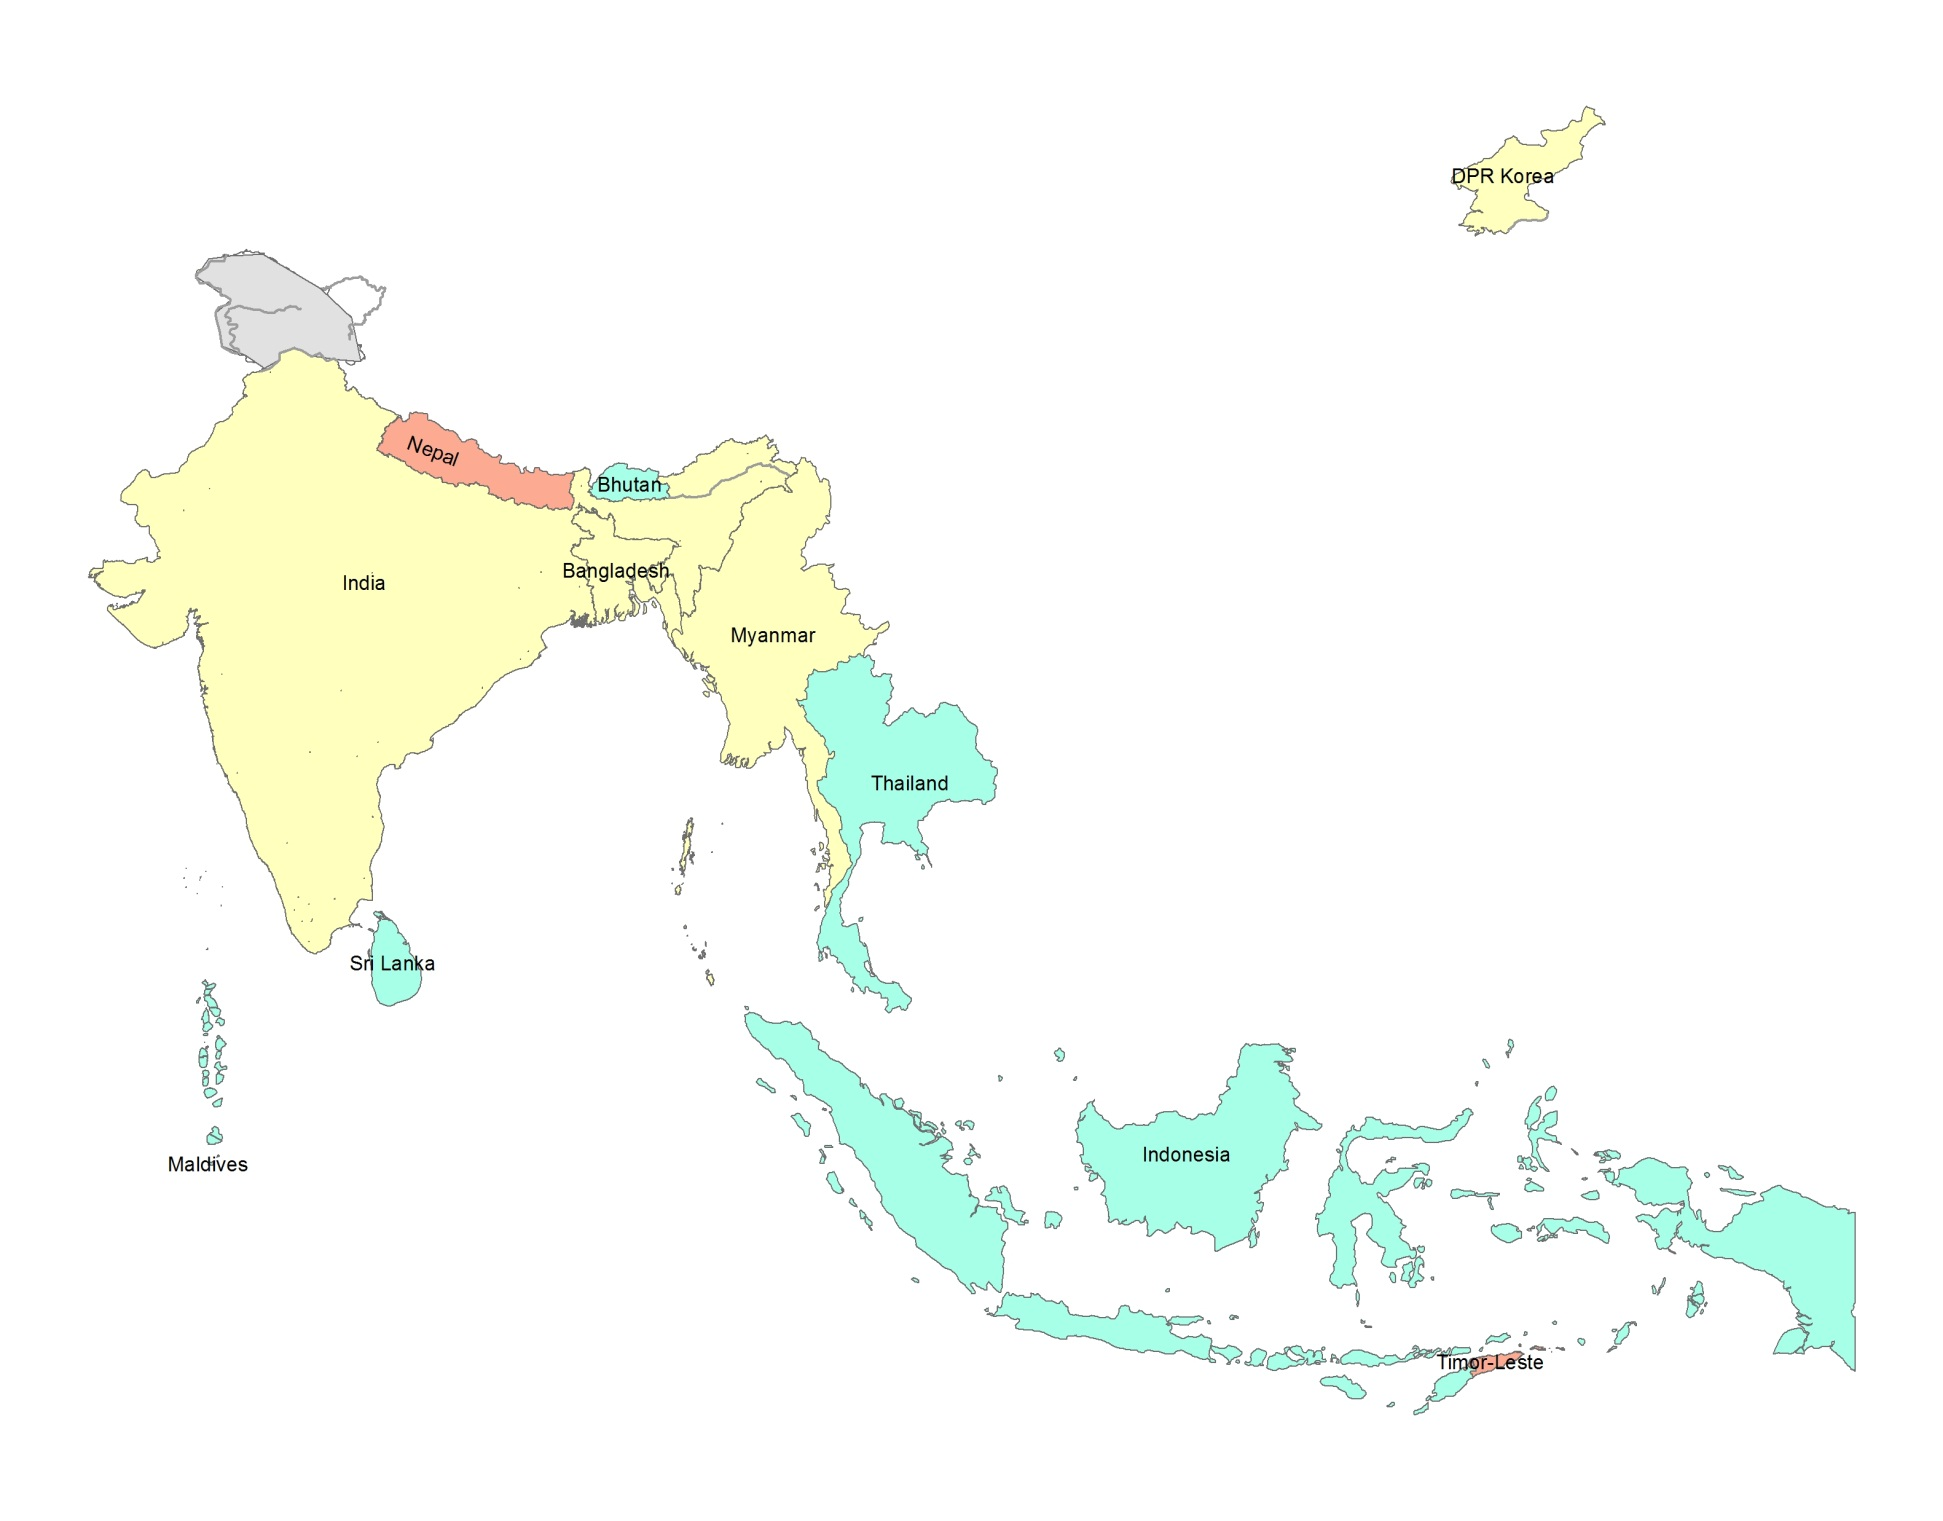 DPR Korea
Nepal
Bhutan
Bangladesh
India
Myanmar
Thailand
Sri Lanka
Indonesia
Maldives
Timor-Leste